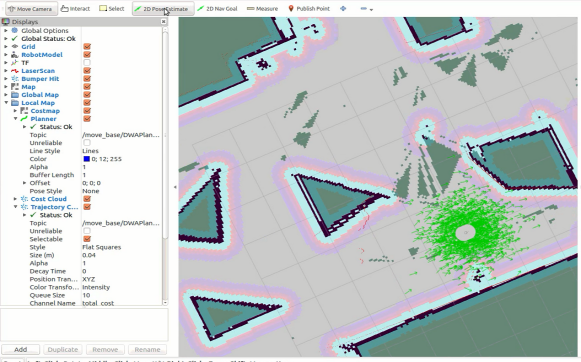 Move Camera Interact Select 2D Pose Estimate 2D Nav Goal Measure Publish Point
Displays
Global Options
Global Status: Ok
Grid
RobotModel
TF
LaserScan
Bumper Hit
Map
Global Map
Local Map
Costmap
Planner
Status: Ok
Topic /move_base/DWAPlan...
Unreliable
Line Style Lines
Color 0; 12; 255
Alpha 1
Buffer Length 1
Offset 0; 0; 0
Pose Style None
Cost Cloud
Trajectory C...
Status: Ok
Topic /move_base/DWAPlan...
Unreliable
Selectable
Style Flat Squares
Size (m) 0.04
Alpha 1
Decay Time 0
Position Tran... XYZ
Color Transfo... Intensity
Queue Size 10
Channel Name total_cost
Add Duplicate Remove Rename